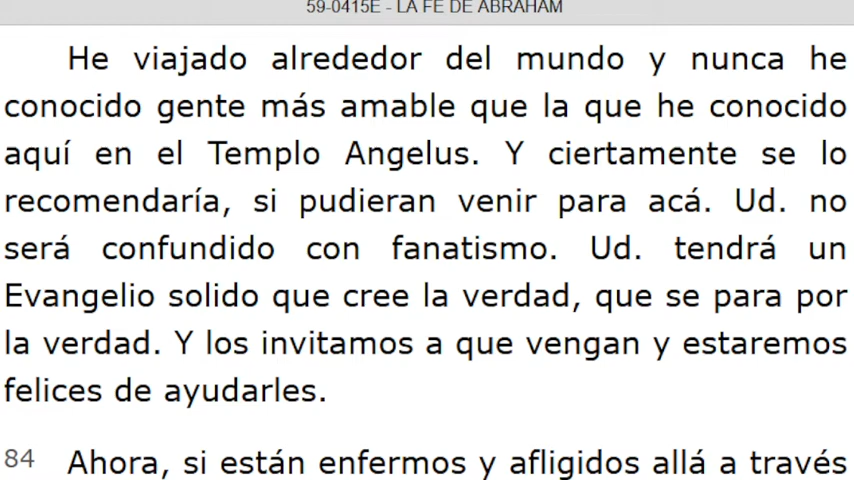 59-0415E - LA FE DE ABRAHAM
He viajado alrededor del mundo y nunca he
conocido gente más amable que la que he conocido
aquí en el Templo Angelus. Y ciertamente se lo
recomendaría, si pudieran venir para acá. Ud. no
será confundido con fanatismo. Ud. tendrá un
Evangelio solido que cree la verdad, que se para por
la verdad. Y los invitamos a que vengan y estaremos
felices de ayudarles.
84 Ahora, si están enfermos y afligidos allá a través